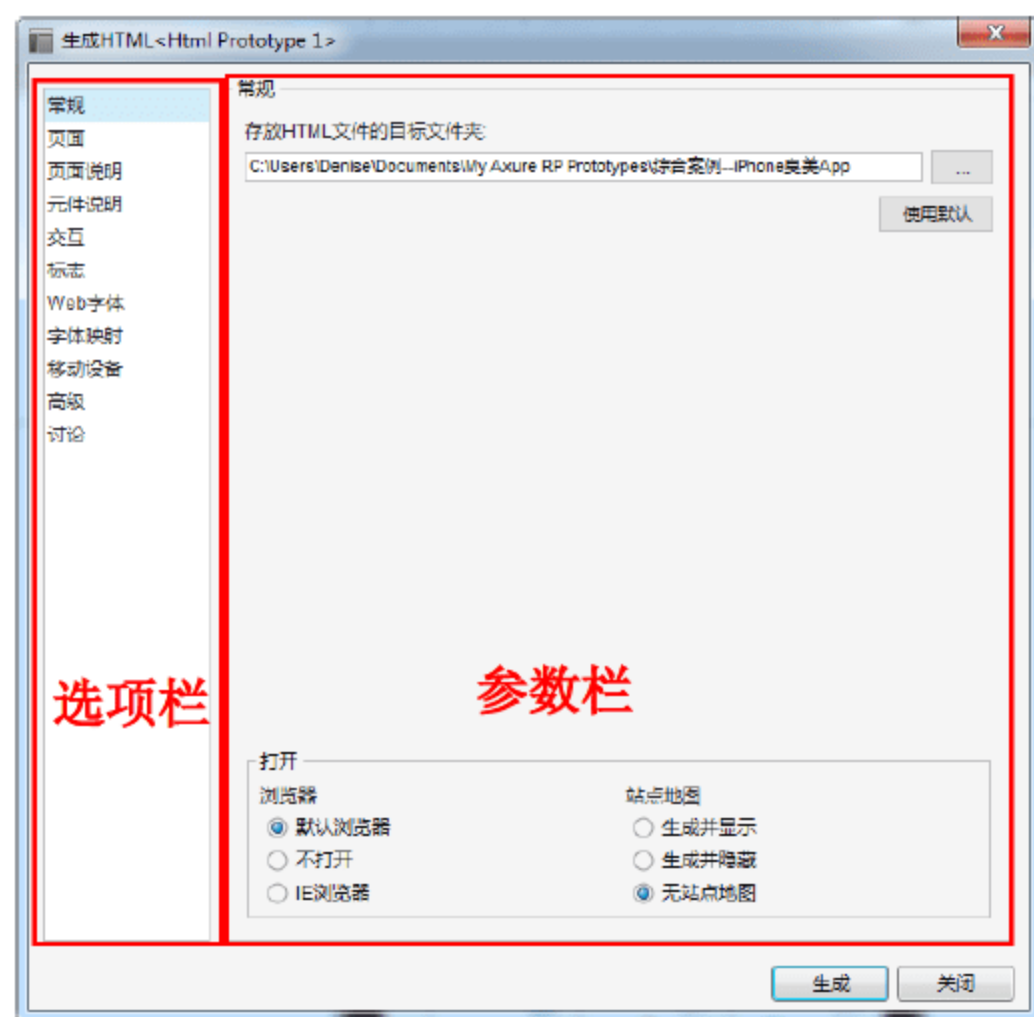 生成HTML<Html Prototype 1>
常规
页面
页面说明
元件说明
交互
标志
Web字体
字体映射
移动设备
高级
讨论
选项栏
常规
存放HTML文件的目标文件夹:
C:\Users\Denise\Documents\My Axure RP Prototypes\综合案例--iPhone臭美App
...
使用默认
参数栏
打开
浏览器
默认浏览器
不打开
IE浏览器
站点地图
生成并显示
生成并隐藏
无站点地图
生成
关闭